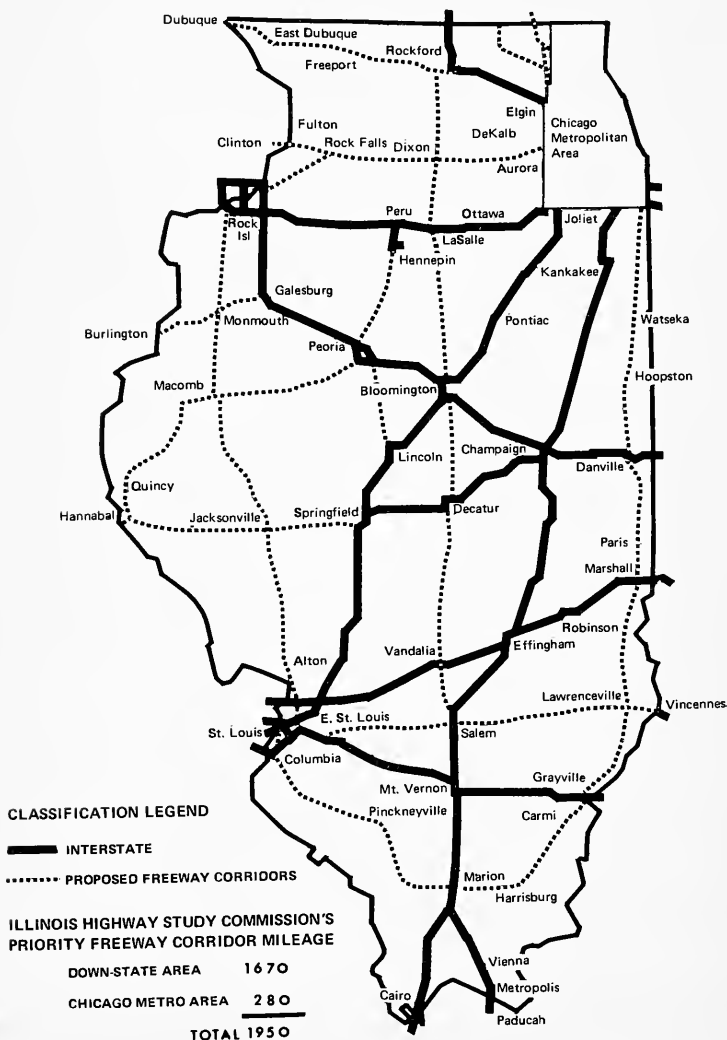 Dubuque
East Dubuque
Rockford
Freeport
Elgin
Fulton
Chicago
Metropolitan
Area
Clinton
Rock Falls
Dixon
DeKalb
Aurora
Rock
Isl
Peru
Ottawa
Joliet
LaSalle
Hennepin
Kankakee
Galesburg
Monmouth
Pontiac
Watseka
Burlington
Peoria
Hoopston
Macomb
Bloomington
Lincoln
Champaign
Danville
Quincy
Hannabal
Jacksonville
Springfield
Decatur
Paris
Marshall
Robinson
Effingham
Vandalia
Alton
Lawrenceville
Vincennes
E. St. Louis
St. Louis
Salem
Columbia
Mt. Vernon
Grayville
Pinckneyville
Carmi
Marion
Harrisburg
Vienna
Metropolis
Cairo
Paducah
CLASSIFICATION LEGEND
INTERSTATE
PROPOSED FREEWAY CORRIDORS
ILLINOIS HIGHWAY STUDY COMMISSION'S
PRIORITY FREEWAY CORRIDOR MILEAGE
DOWN-STATE AREA 1670
CHICAGO METRO AREA 280
TOTAL 1950